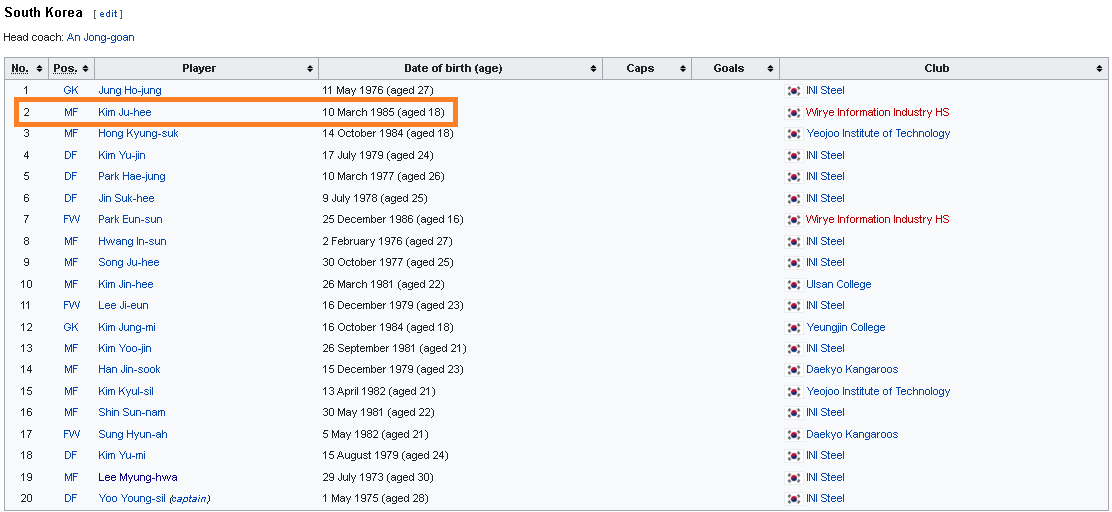 South Korea [ edit ]
Head coach: An Jong-goan
No. Pos. Player Date of birth (age) Caps Goals Club
1 GK Jung Ho-jung 11 May 1976 (aged 27) INI Steel
2 MF Kim Ju-hee 10 March 1985 (aged 18) Wirye Information Industry HS
3 MF Hong Kyung-suk 14 October 1984 (aged 18) Yeojoo Institute of Technology
4 DF Kim Yu-jin 17 July 1979 (aged 24) INI Steel
5 DF Park Hae-jung 10 March 1977 (aged 26) INI Steel
6 DF Jin Suk-hee 9 July 1978 (aged 25) INI Steel
7 FW Park Eun-sun 25 December 1986 (aged 16) Wirye Information Industry HS
8 MF Hwang In-sun 2 February 1976 (aged 27) INI Steel
9 MF Song Ju-hee 30 October 1977 (aged 25) INI Steel
10 MF Kim Jin-hee 26 March 1981 (aged 22) Ulsan College
11 FW Lee Ji-eun 16 December 1979 (aged 23) INI Steel
12 GK Kim Jung-mi 16 October 1984 (aged 18) Yeungjin College
13 MF Kim Yoo-jin 26 September 1981 (aged 21) INI Steel
14 MF Han Jin-sook 15 December 1979 (aged 23) Daekyo Kangaroos
15 MF Kim Kyul-sil 13 April 1982 (aged 21) Yeojoo Institute of Technology
16 MF Shin Sun-nam 30 May 1981 (aged 22) INI Steel
17 FW Sung Hyun-ah 5 May 1982 (aged 21) Daekyo Kangaroos
18 DF Kim Yu-mi 15 August 1979 (aged 24) INI Steel
19 MF Lee Myung-hwa 29 July 1973 (aged 30) INI Steel
20 DF Yoo Young-sil (captain) 1 May 1975 (aged 28) INI Steel